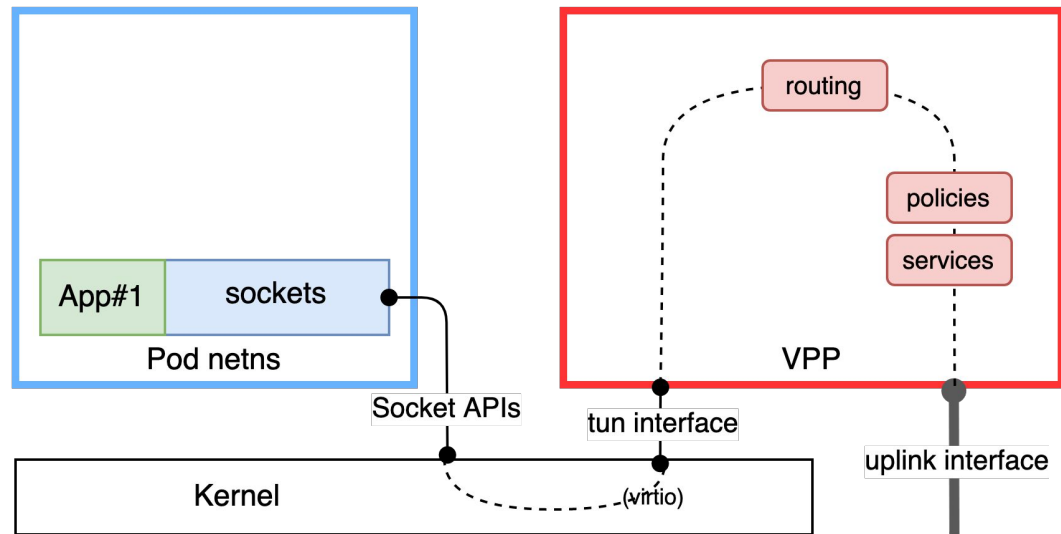 routing
policies
services
App#1
sockets
Pod netns
VPP
Socket APIs
tun interface
uplink interface
Kernel
(virtio)